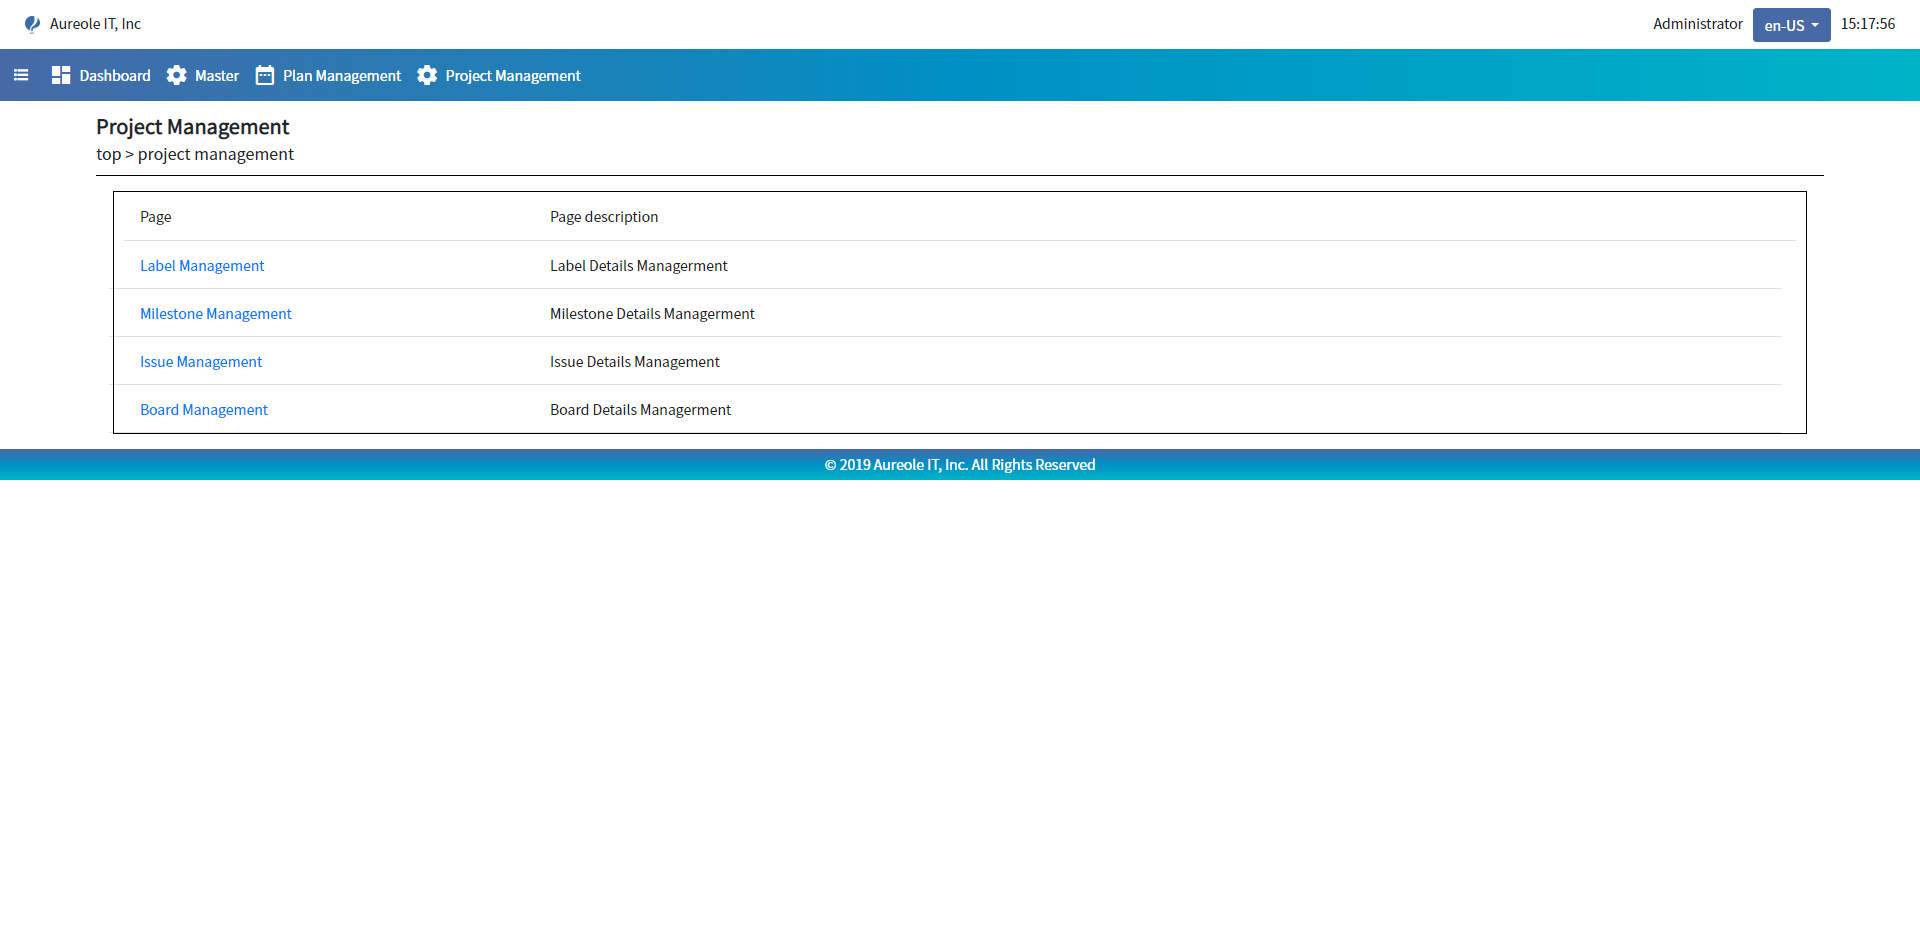 Aureole IT, Inc
Administrator en-US 15:17:56
Dashboard Master Plan Management Project Management
Project Management
top > project management
Page Page description
Label Management Label Details Managerment
Milestone Management Milestone Details Managerment
Issue Management Issue Details Management
Board Management Board Details Managerment
© 2019 Aureole IT, Inc. All Rights Reserved